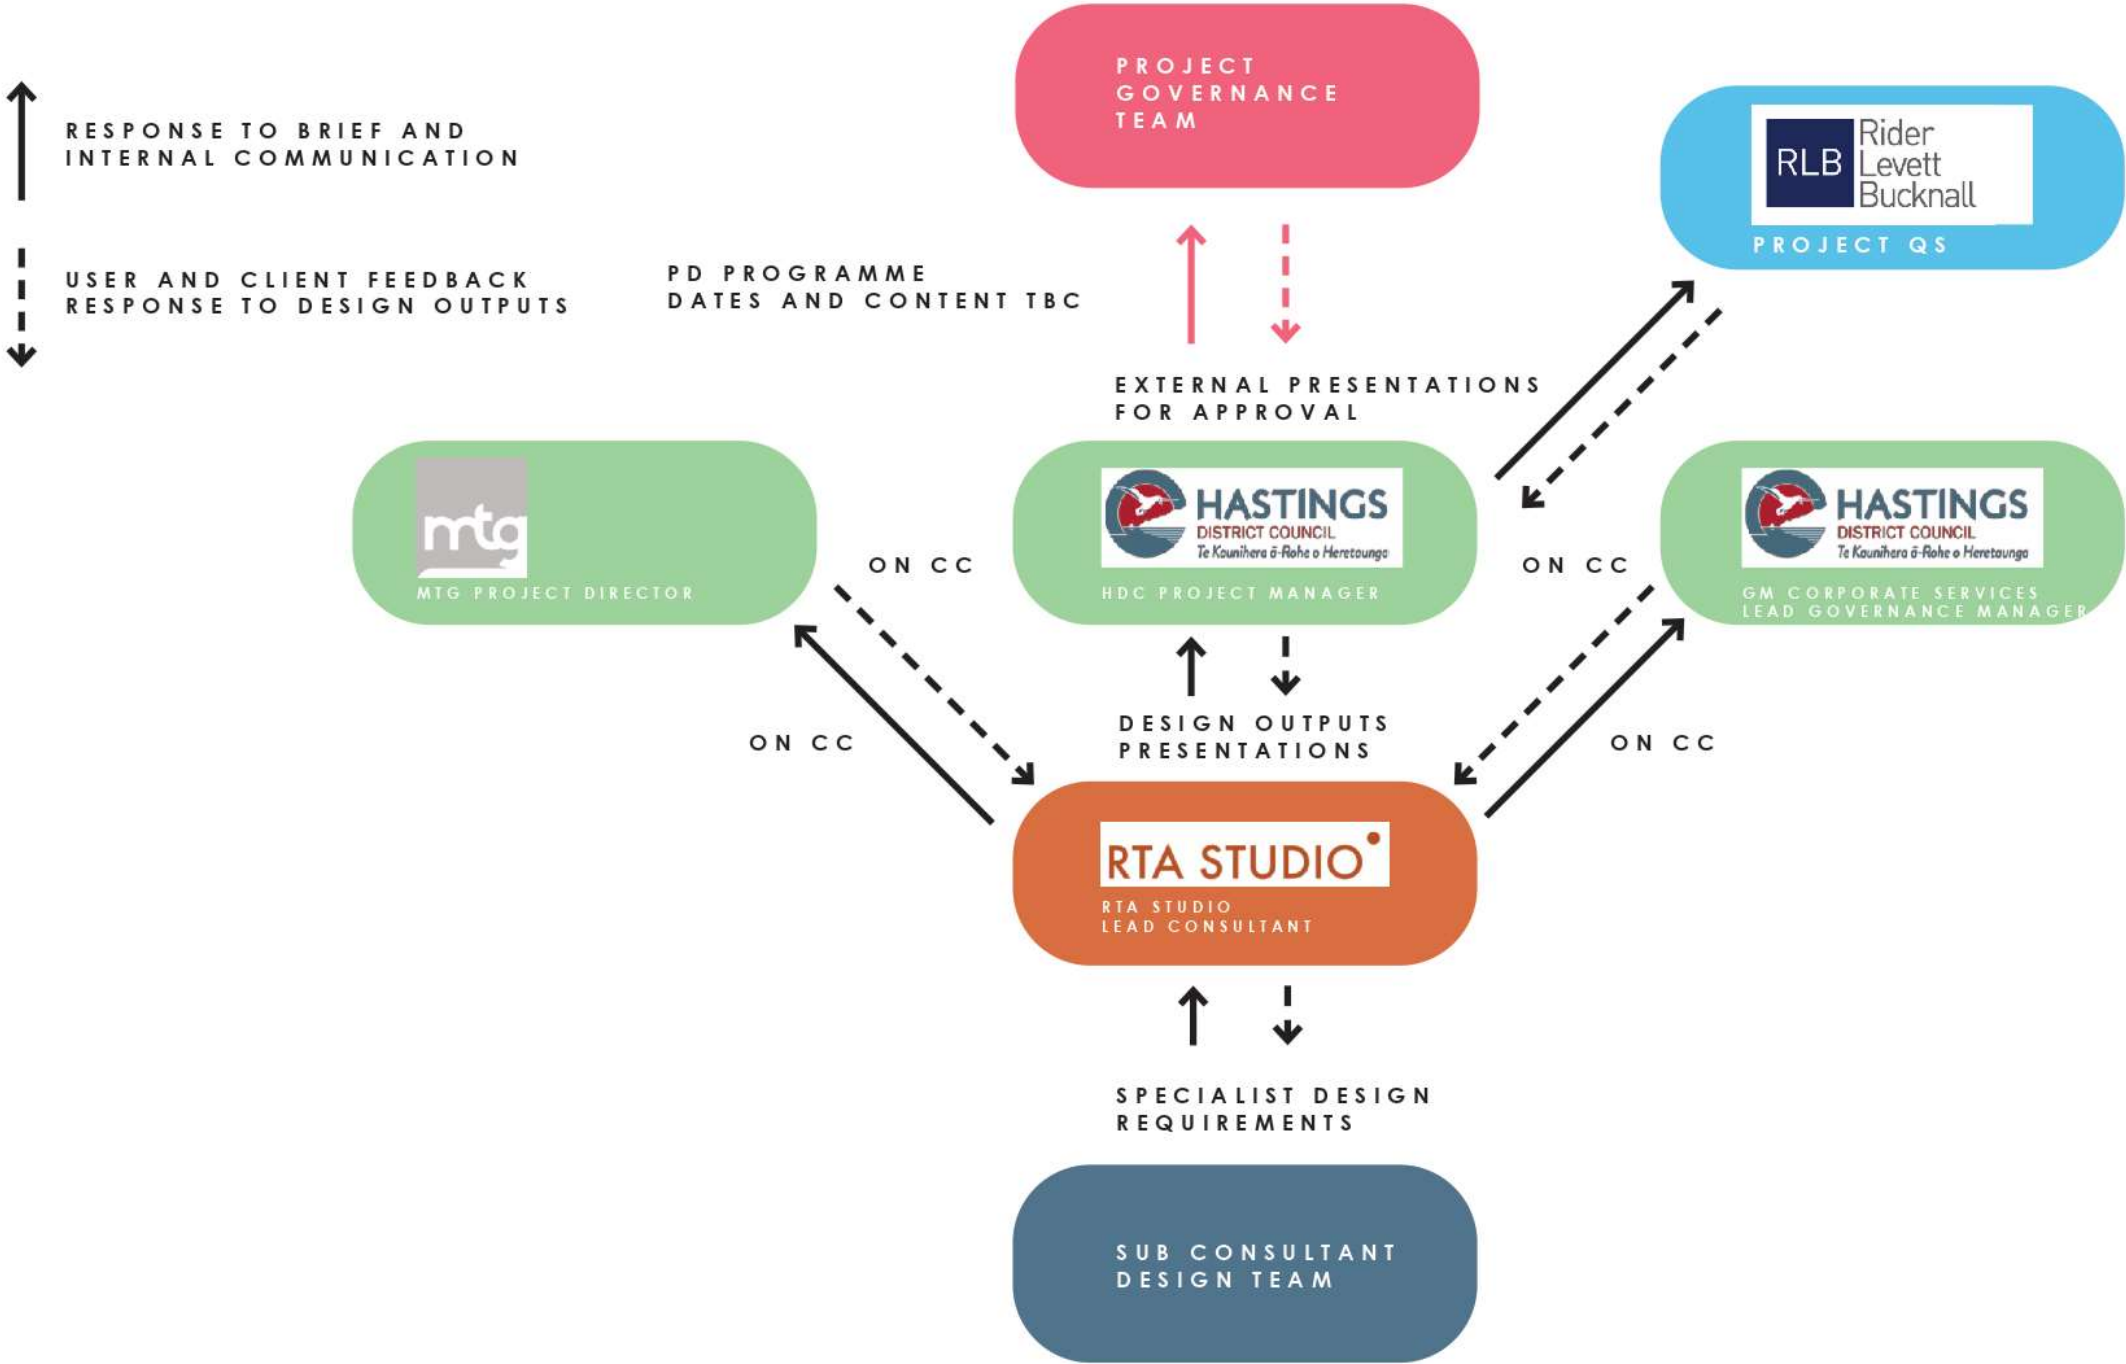 PROJECT
GOVERNANCE
TEAM
RLB
Rider
Levett
Bucknall
PROJECT QS
RESPONSE TO BRIEF AND
INTERNAL COMMUNICATION
USER AND CLIENT FEEDBACK
RESPONSE TO DESIGN OUTPUTS
PD PROGRAMME
DATES AND CONTENT TBC
EXTERNAL PRESENTATIONS
FOR APPROVAL
mtg
MTG PROJECT DIRECTOR
ON CC
HASTINGS
DISTRICT COUNCIL
Te Kaunihera ā-Rohe o Heretaunga
HDC PROJECT MANAGER
ON CC
HASTINGS
DISTRICT COUNCIL
Te Kaunihera ā-Rohe o Heretaunga
GM CORPORATE SERVICES
LEAD GOVERNANCE MANAGER
ON CC
DESIGN OUTPUTS
PRESENTATIONS
ON CC
RTA STUDIO
RTA STUDIO
LEAD CONSULTANT
SPECIALIST DESIGN
REQUIREMENTS
SUB CONSULTANT
DESIGN TEAM